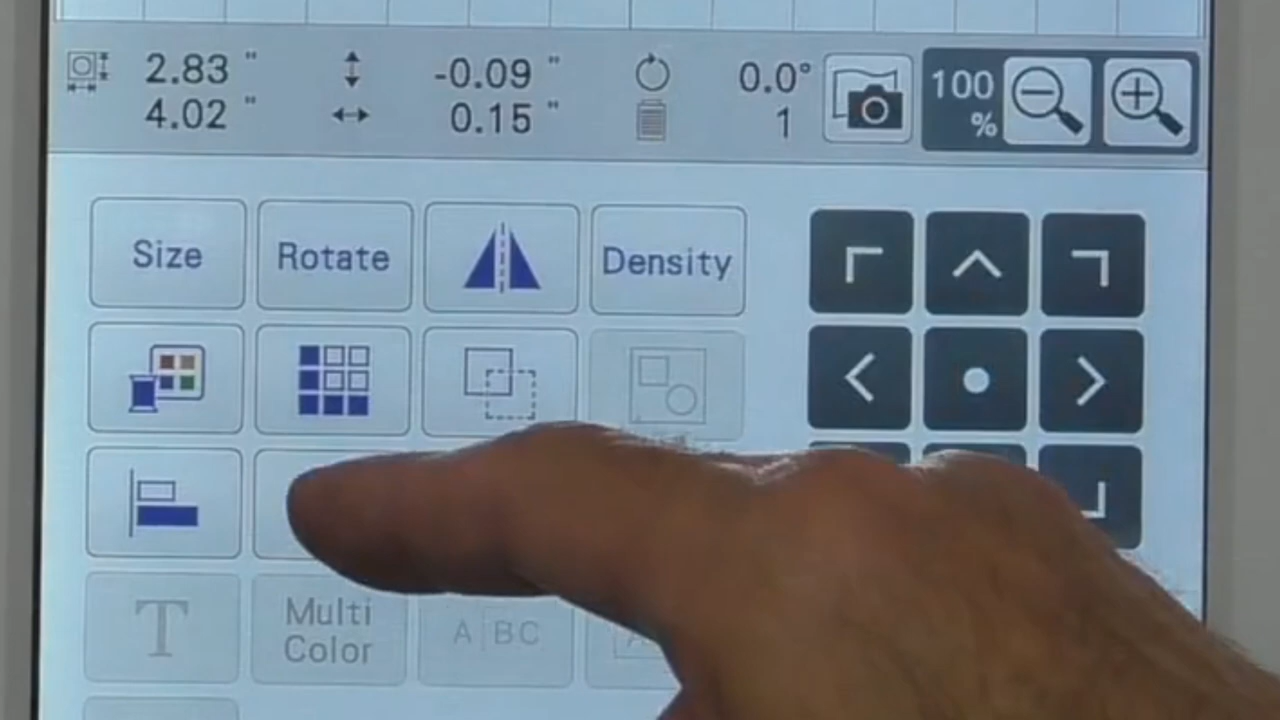 2.83 " -0.09 " 0.0° 100
4.02 " 0.15 " 1 %
Size Rotate Density
T Multi
Color A BC A